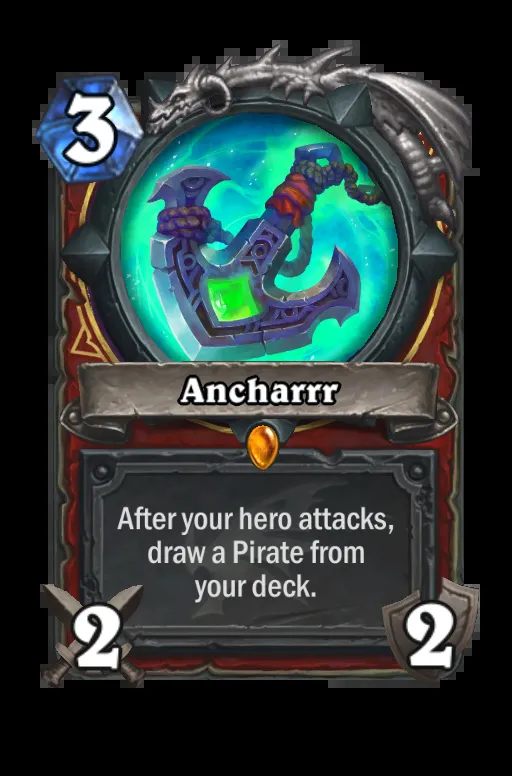 3
Ancharrr
After your hero attacks,
draw a Pirate from
your deck.
2
2